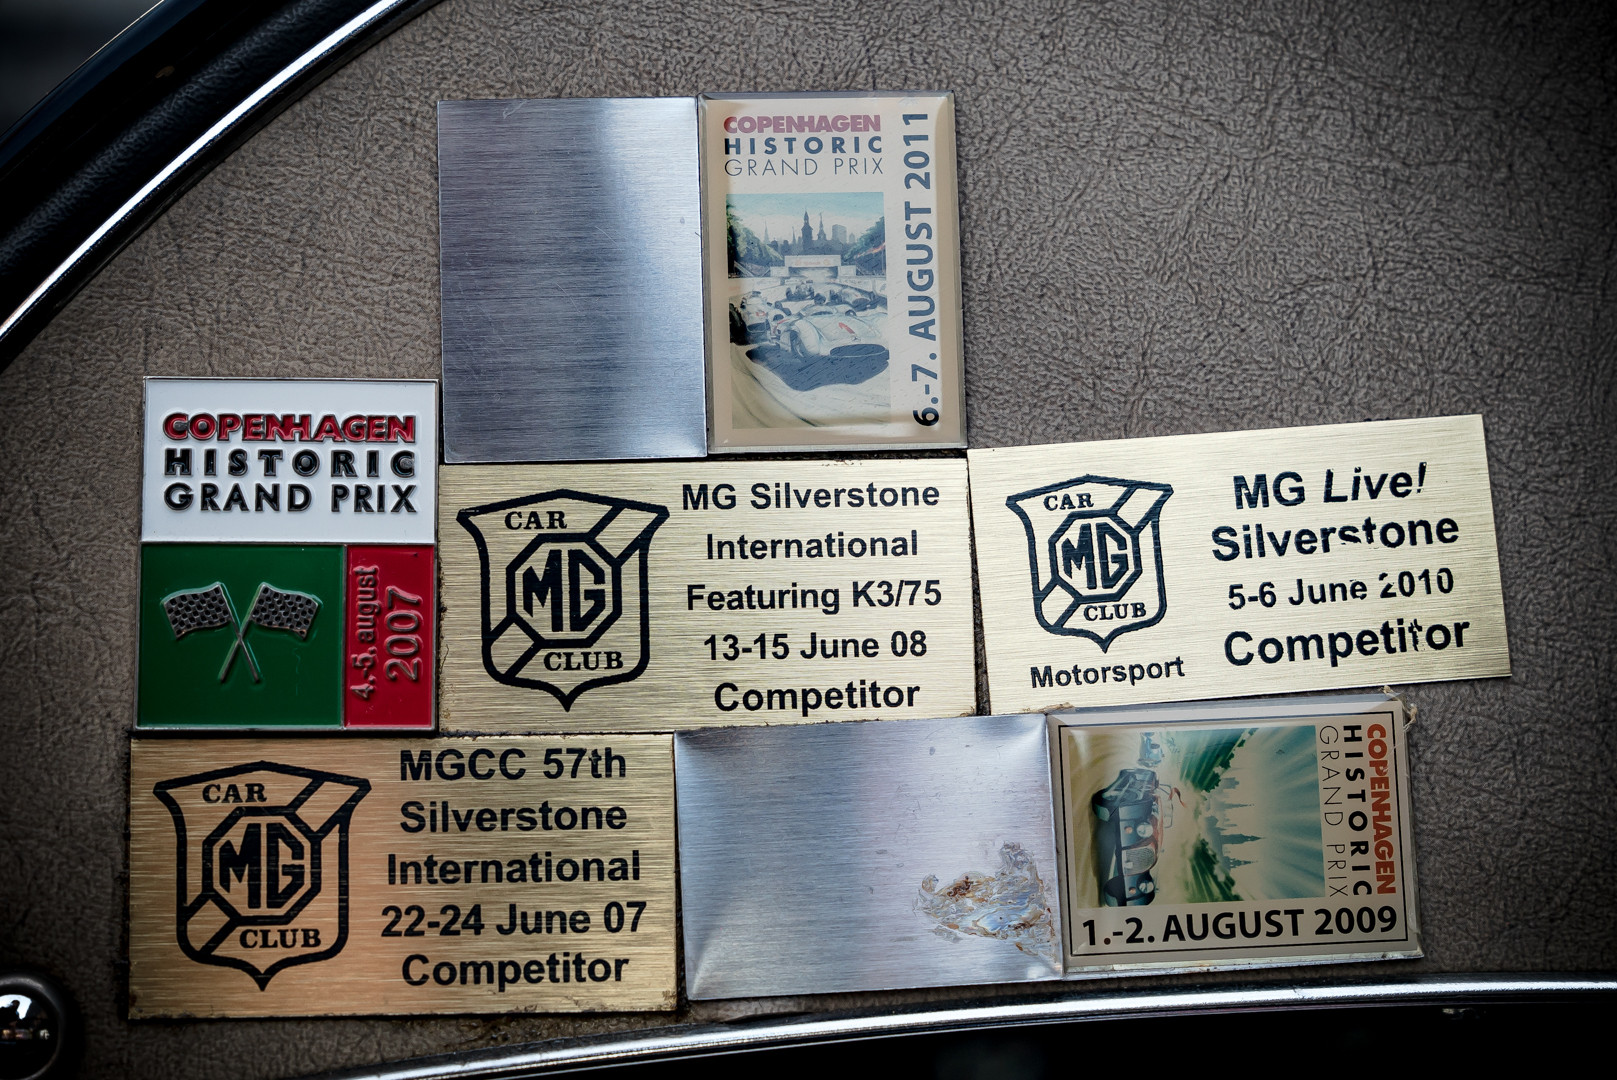 COPENHAGEN
HISTORIC
GRAND PRIX
6.-7. AUGUST 2011
COPENHAGEN
HISTORIC
GRAND PRIX
4.-5. august
2007
CAR
MG
CLUB
MG Silverstone
International
Featuring K3/75
13-15 June 08
Competitor
CAR
MG
CLUB
Motorsport
MG Live!
Silverstone
5-6 June 2010
Competitor
CAR
MG
CLUB
MGCC 57th
Silverstone
International
22-24 June 07
Competitor
COPENHAGEN
HISTORIC
GRAND PRIX
1.-2. AUGUST 2009